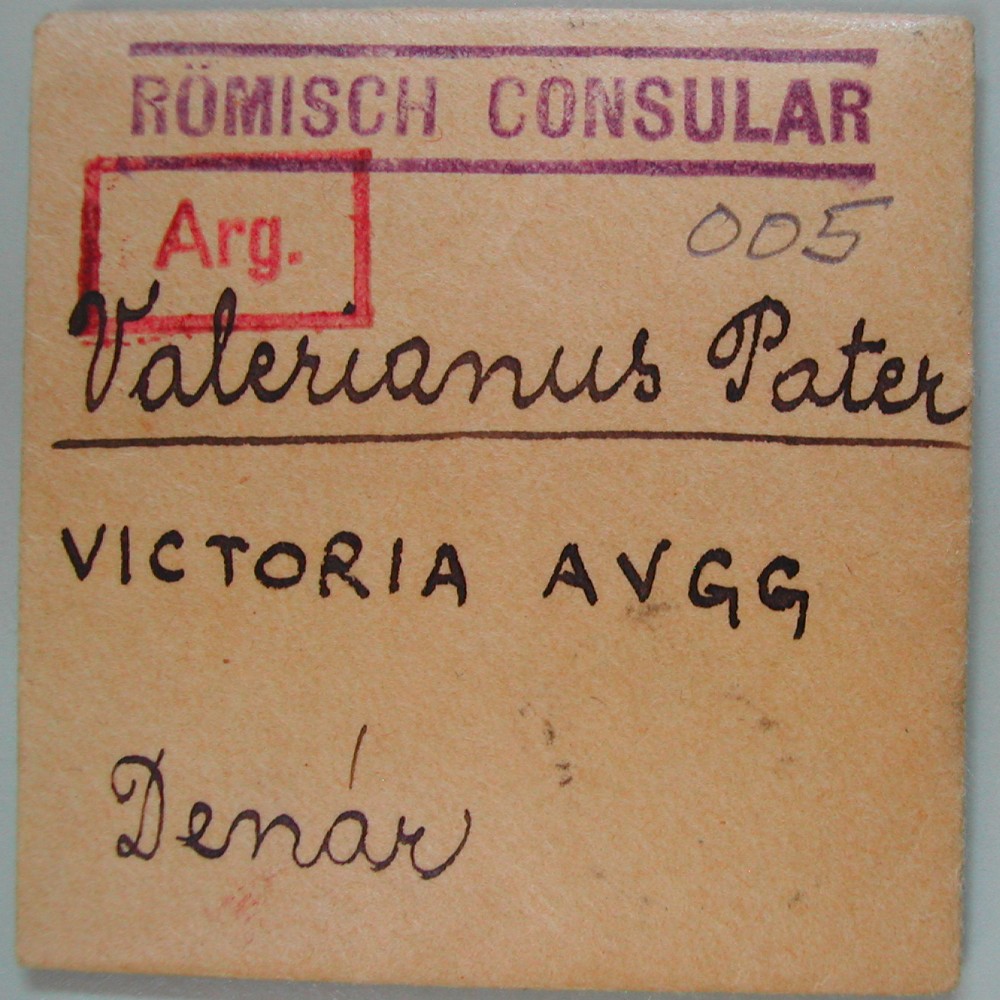 RÖMISCH CONSULAR
Arg.
005
Valerianus Pater
VICTORIA AVGG
Denár